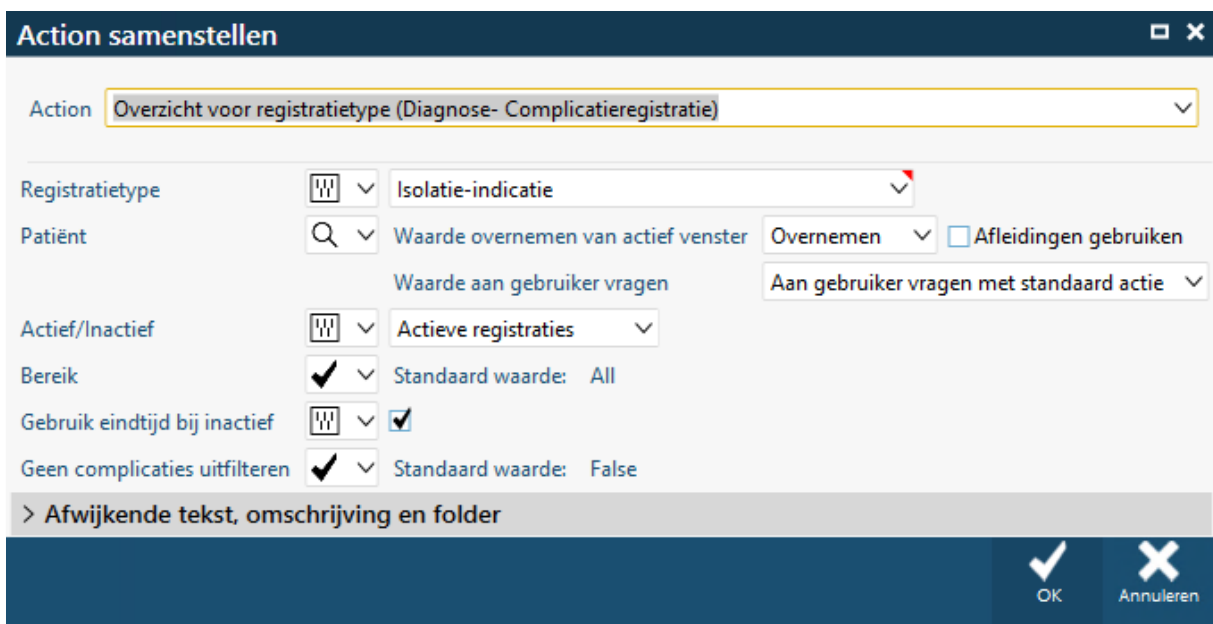 Action samenstellen
Action Overzicht voor registratietype (Diagnose- Complicatieregistratie)
Registratietype Isolatie-indicatie
Patiënt Waarde overnemen van actief venster Overnemen Afleidingen gebruiken
Waarde aan gebruiker vragen Aan gebruiker vragen met standaard actie
Actief/Inactief Actieve registraties
Bereik Standaard waarde: All
Gebruik eindtijd bij inactief
Geen complicaties uitfilteren Standaard waarde: False
> Afwijkende tekst, omschrijving en folder
OK Annuleren